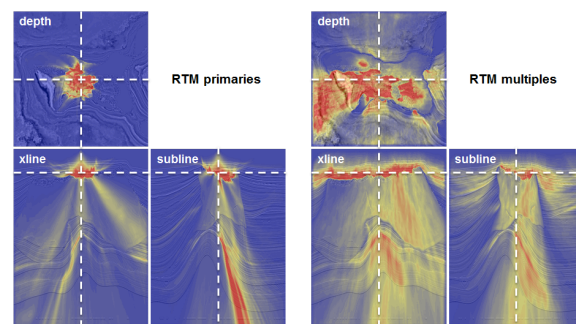 depth
RTM primaries
xline
subline
depth
RTM multiples
xline
subline